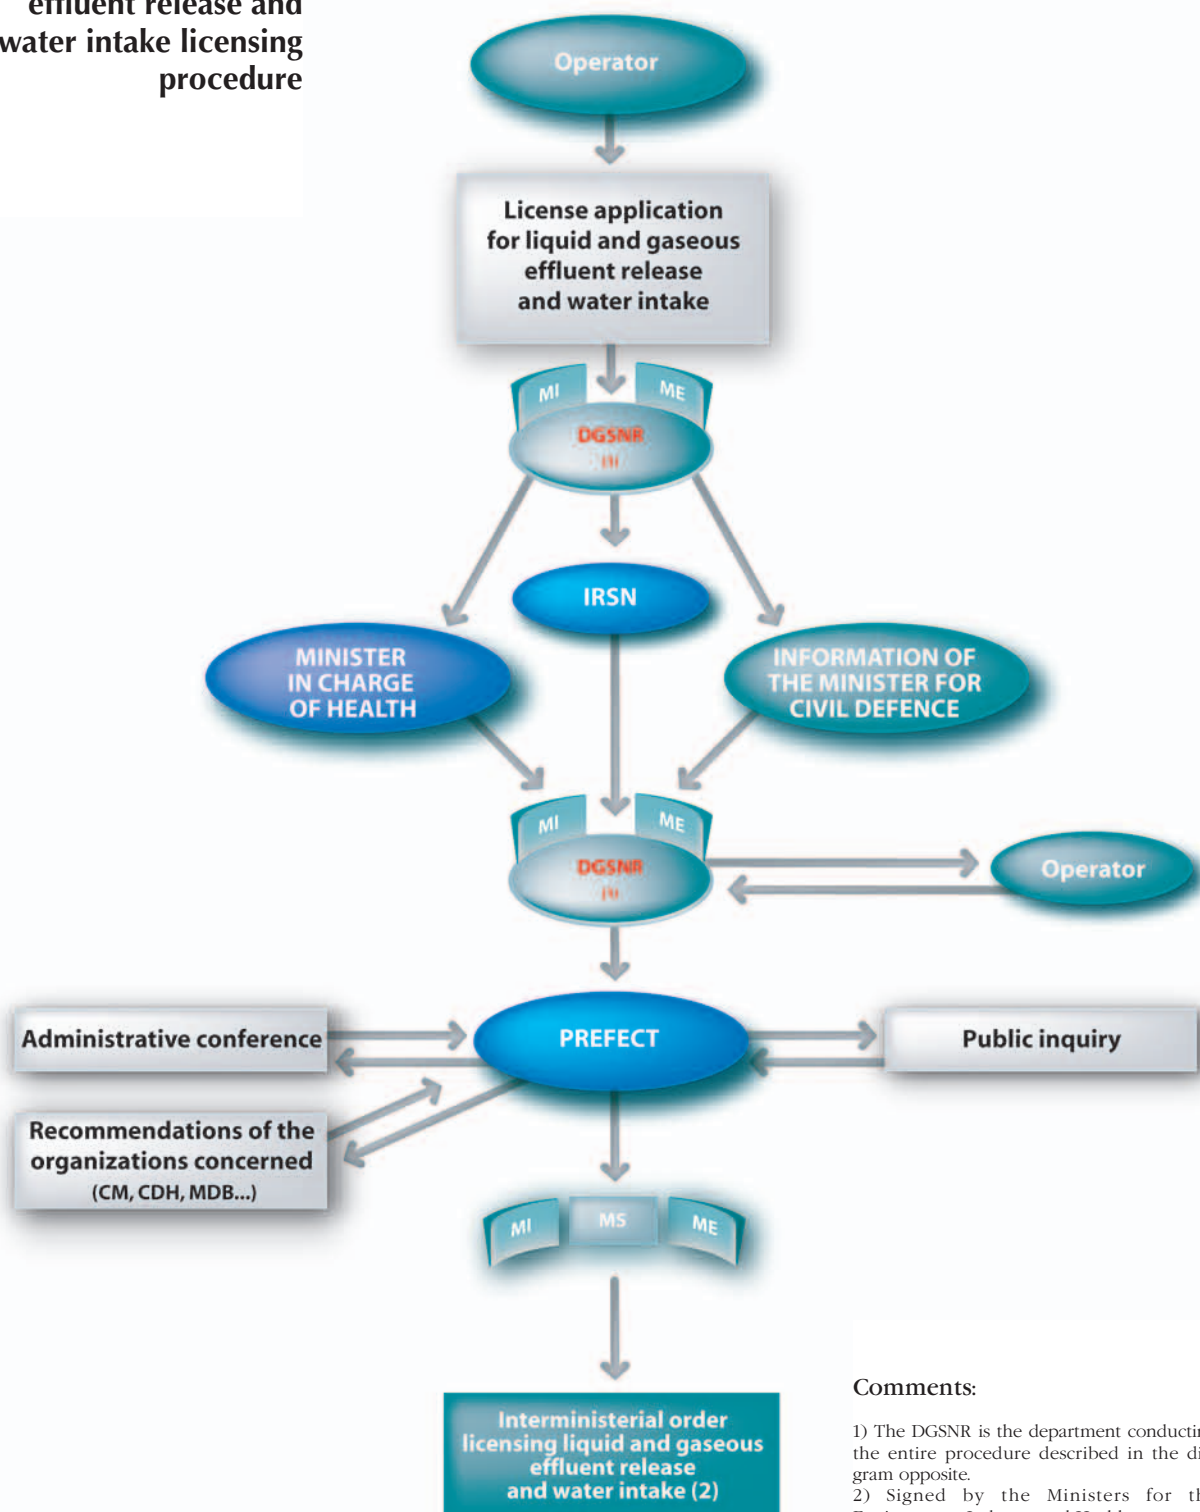 effluent release and
water intake licensing
procedure
Operator
License application
for liquid and gaseous
effluent release
and water intake
MI
ME
DGSNR
(1)
IRSN
MINISTER
IN CHARGE
OF HEALTH
INFORMATION OF
THE MINISTER FOR
CIVIL DEFENCE
MI
ME
DGSNR
(1)
Operator
Administrative conference
PREFECT
Public inquiry
Recommendations of the
organizations concerned
(CM, CDH, MDB...)
MI
MS
ME
Interministerial order
licensing liquid and gaseous
effluent release
and water intake (2)
Comments:
1) The DGSNR is the department conductin
the entire procedure described in the di
gram opposite.
2) Signed by the Ministers for th